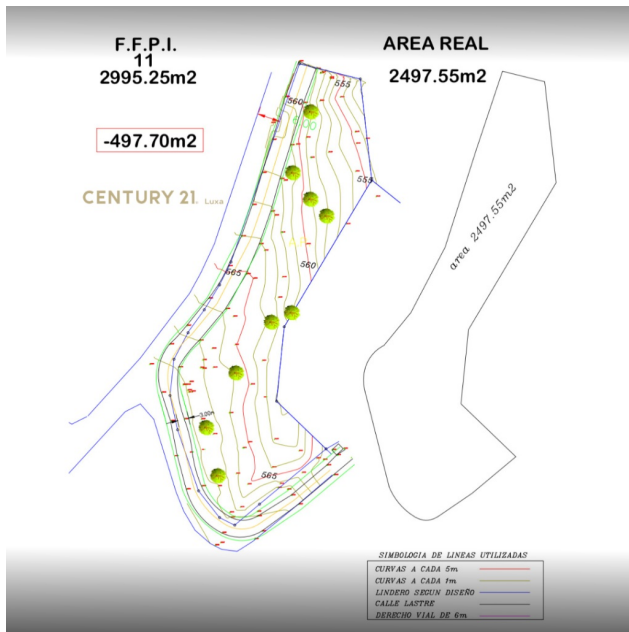 F.F.P.I.
11
2995.25m2
-497.70m2
CENTURY 21. Luxa
AREA REAL
2497.55m2
555
560
555
560
565
3.00m
565
area 2497.55m2
SIMBOLOGIA DE LINEAS UTILIZADAS
CURVAS A CADA 5m
CURVAS A CADA 1m
LINDERO SEGUN DISEÑO
CALLE LASTRE
DERECHO VIAL DE 6m